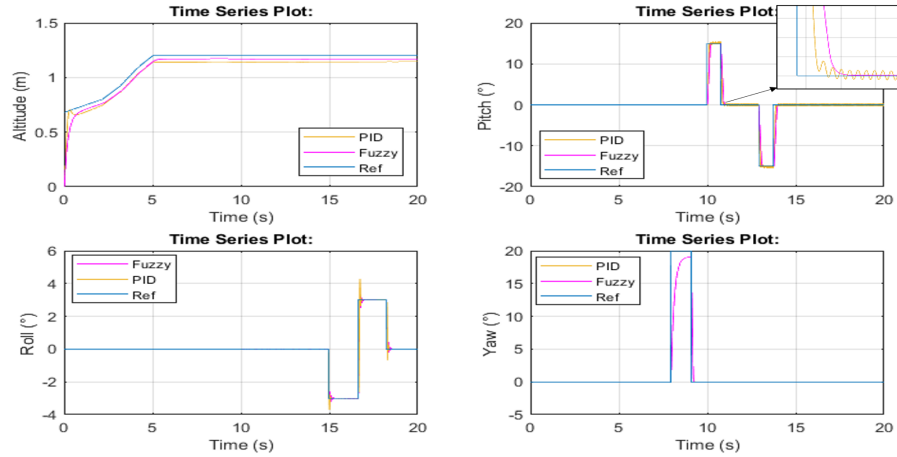 Time Series Plot:
1.5
1
0.5
0
Altitude (m)
PID
Fuzzy
Ref
0
5
10
15
20
Time (s)
Time Series Plot:
20
10
0
-10
-20
Pitch (°)
PID
Fuzzy
Ref
0
5
10
15
20
Time (s)
Time Series Plot:
6
4
2
0
-2
-4
Roll (°)
Fuzzy
PID
Ref
0
5
10
15
20
Time (s)
Time Series Plot:
20
15
10
5
0
-5
Yaw (°)
PID
Fuzzy
Ref
0
5
10
15
20
Time (s)